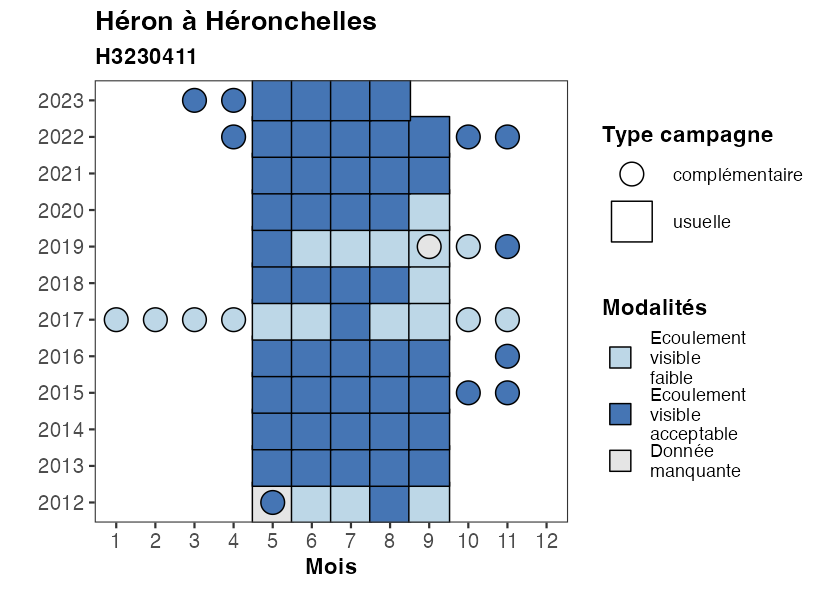 Héron à Héronchelles
H3230411
2023
2022
2021
2020
2019
2018
2017
2016
2015
2014
2013
2012
1 2 3 4 5 6 7 8 9 10 11 12
Mois
Type campagne
complémentaire
usuelle
Modalités
Ecoulement
visible
faible
Ecoulement
visible
acceptable
Donnée
manquante